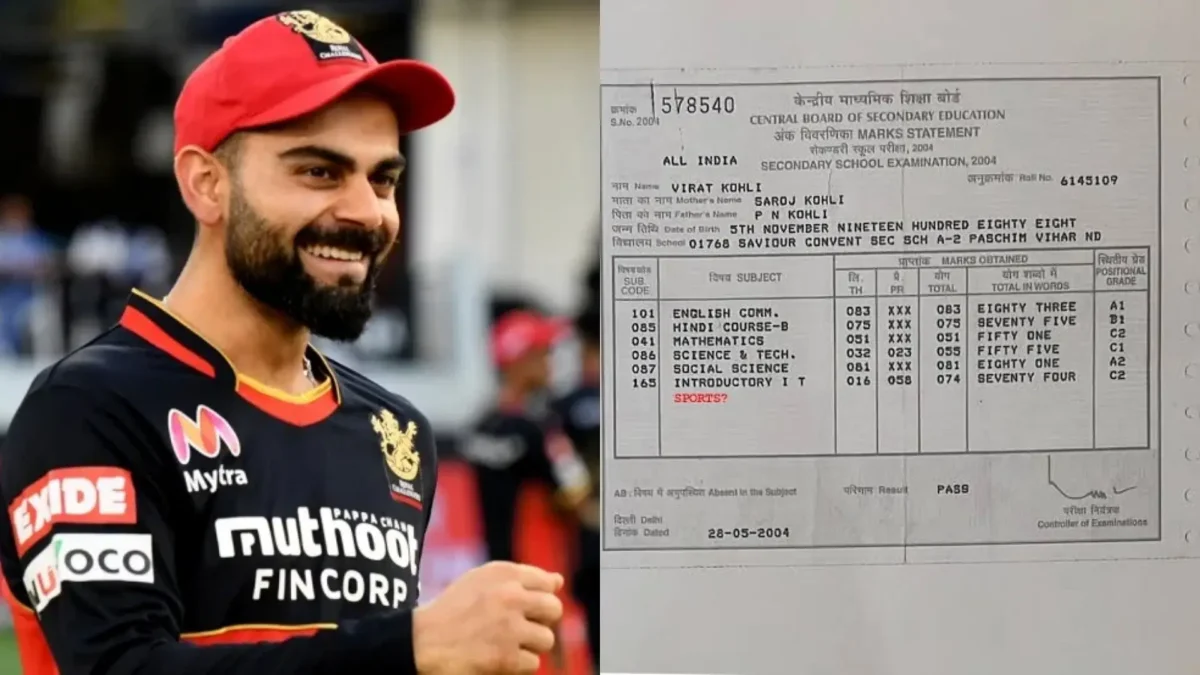 ROYAL
CHALLENGERS
Myntra
EXIDE
NUVOCO
PAPPACHAN
muthoot
FINCORP
क्रमांक
S.No. 2004
1578540
केन्द्रीय माध्यमिक शिक्षा बोर्ड
CENTRAL BOARD OF SECONDARY EDUCATION
अंक विवरणिका MARKS STATEMENT
सेकण्डरी स्कूल परीक्षा, 2004
ALL INDIA SECONDARY SCHOOL EXAMINATION, 2004
अनुक्रमांक Roll No. 6145109
नाम Name VIRAT KOHLI
माता का नाम Mother's Name SAROJ KOHLI
पिता का नाम Father's Name P N KOHLI
जन्म तिथि Date of Birth 5TH NOVEMBER NINETEEN HUNDRED EIGHTY EIGHT
विद्यालय School 01768 SAVIOUR CONVENT SEC SCH A-2 PASCHIM VIHAR ND
विषयकोड SUB. CODE
विषय SUBJECT
प्राप्तांक MARKS OBTAINED
लि. TH
प्रै. PR
योग TOTAL
योग शब्दों में TOTAL IN WORDS
स्थितीय ग्रेड POSITIONAL GRADE
101 ENGLISH COMM. 083 XXX 083 EIGHTY THREE A1
085 HINDI COURSE-B 075 XXX 075 SEVENTY FIVE B1
041 MATHEMATICS 051 XXX 051 FIFTY ONE C2
086 SCIENCE & TECH. 032 023 055 FIFTY FIVE C1
087 SOCIAL SCIENCE 081 XXX 081 EIGHTY ONE A2
165 INTRODUCTORY I T 016 058 074 SEVENTY FOUR C2
SPORTS?
AB : विषय में अनुपस्थित Absent in the Subject
परिणाम Result PASS
दिल्ली Delhi
दिनांक Dated 28-05-2004
परीक्षा नियंत्रक
Controller of Examinations